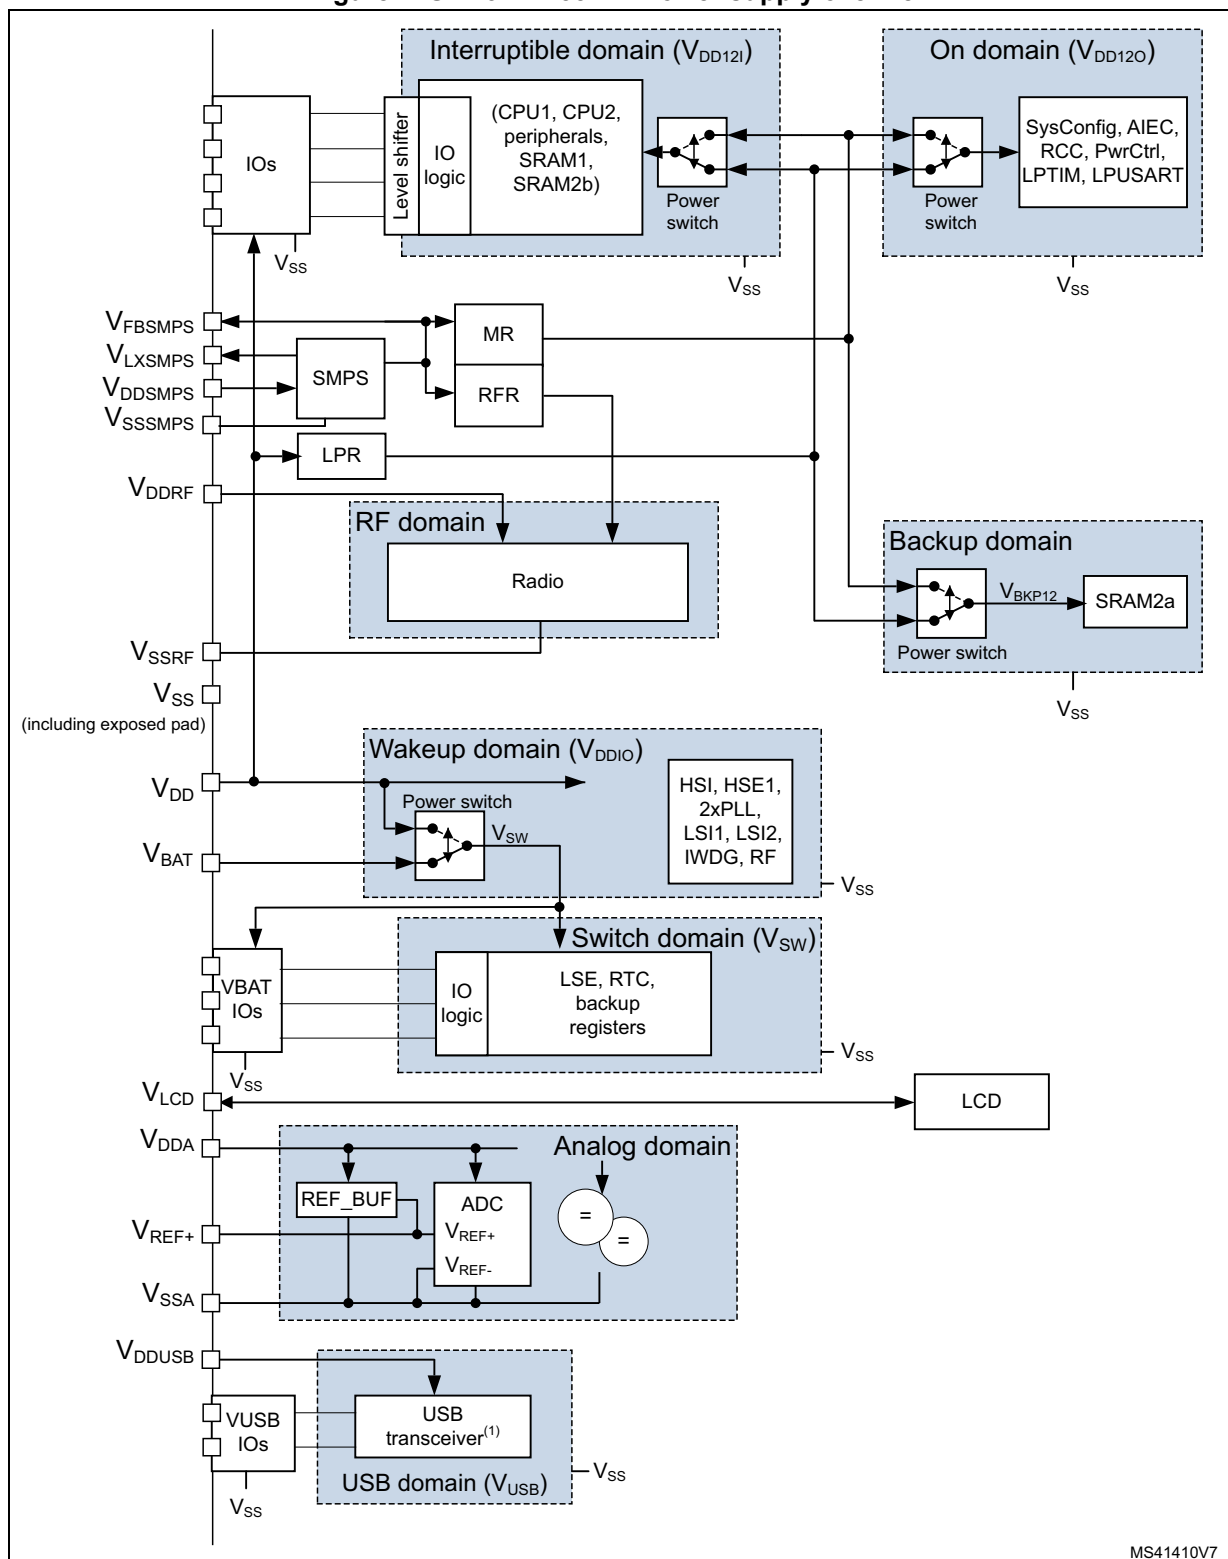 Interruptible domain (VDD12I)
On domain (VDD12O)
IOs
Level shifter
IO
logic
(CPU1, CPU2,
peripherals,
SRAM1,
SRAM2b)
Power
switch
Power
switch
SysConfig, AIEC,
RCC, PwrCtrl,
LPTIM, LPUSART
VSS
VSS
VSS
VFBSMPS
VLXSMPS
VDDSMPS
VSSSMPS
SMPS
MR
RFR
LPR
VDDRF
RF domain
Radio
Backup domain
VBKP12
SRAM2a
Power switch
VSS
VSSRF
VSS
(including exposed pad)
Wakeup domain (VDDIO)
VDD
Power switch
VSW
HSI, HSE1,
2xPLL,
LSI1, LSI2,
IWDG, RF
VBAT
VSS
Switch domain (VSW)
VBAT
IOs
IO
logic
LSE, RTC,
backup
registers
VSS
VSS
VLCD
LCD
VDDA
Analog domain
REF_BUF
ADC
VREF+
VREF-
=
=
VREF+
VSSA
VDDUSB
VUSB
IOs
USB
transceiver(1)
USB domain (VUSB)
VSS
VSS
MS41410V7